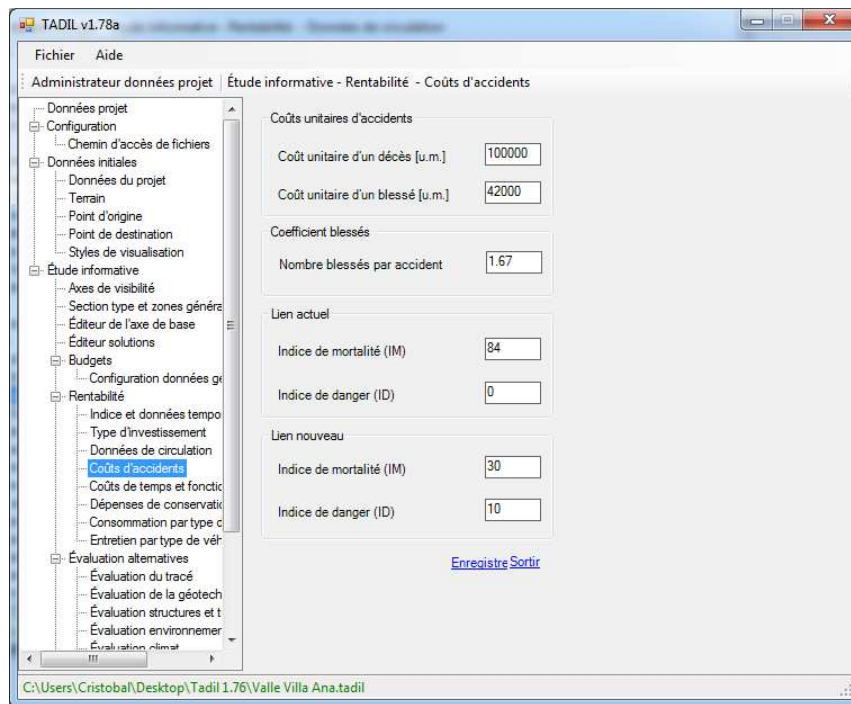 TADIL v1.78a
Fichier Aide
Administrateur données projet Étude informative - Rentabilité - Coûts d'accidents
Données projet
Configuration
Chemin d'accès de fichiers
Données initiales
Données du projet
Terrain
Point d'origine
Point de destination
Styles de visualisation
Étude informative
Axes de visibilité
Section type et zones généra
Éditeur de l'axe de base
Éditeur solutions
Budgets
Configuration données ge
Rentabilité
Indice et données tempo
Type d'investissement
Données de circulation
Coûts d'accidents
Coûts de temps et fonctio
Dépenses de conservatio
Consommation par type d
Entretien par type de véh
Évaluation alternatives
Évaluation du tracé
Évaluation de la géotech
Évaluation structures et t
Évaluation environnemer
Évaluation climat
Coûts unitaires d'accidents
Coût unitaire d'un décès [u.m.] 100000
Coût unitaire d'un blessé [u.m.] 42000
Coefficient blessés
Nombre blessés par accident 1.67
Lien actuel
Indice de mortalité (IM) 84
Indice de danger (ID) 0
Lien nouveau
Indice de mortalité (IM) 30
Indice de danger (ID) 10
Enregistre Sortir
C:\Users\Cristobal\Desktop\Tadil 1.76\Valle Villa Ana.tadil